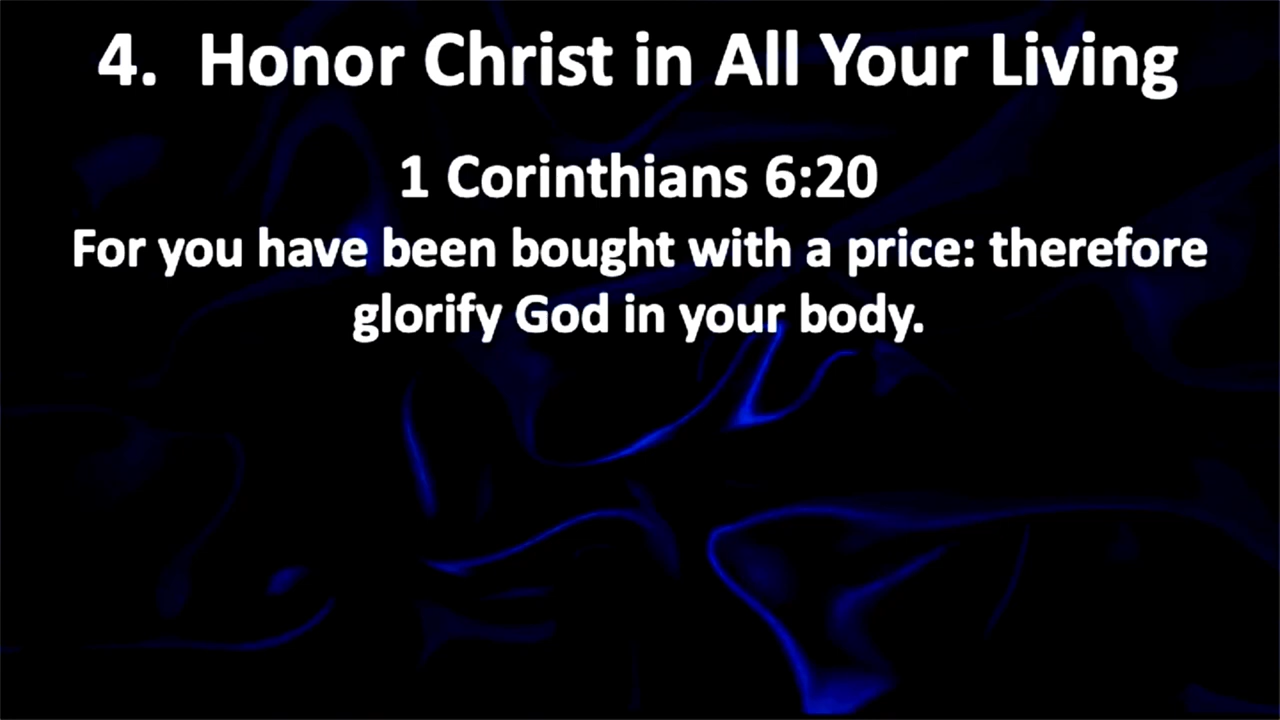 4.  Honor Christ in All Your Living
1 Corinthians 6:20
For you have been bought with a price: therefore
glorify God in your body.